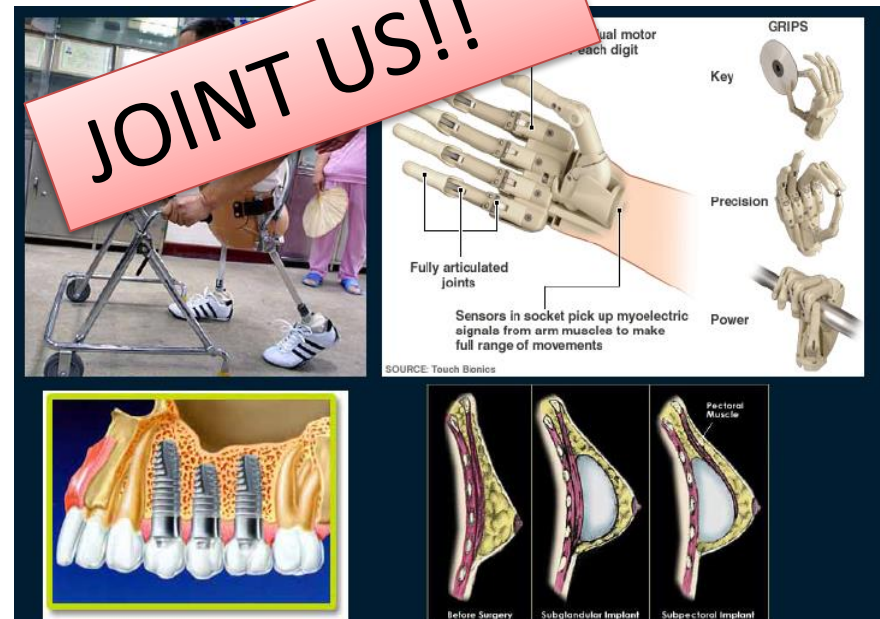 JOINT US!!
motor
each digit
GRIPS
Key
Precision
Power
Fully articulated
joints
Sensors in socket pick up myoelectric
signals from arm muscles to make
full range of movements
SOURCE: Touch Bionics
Pectoral
Muscle
Before Surgery
Subglandular Implant
Subpectoral Implant